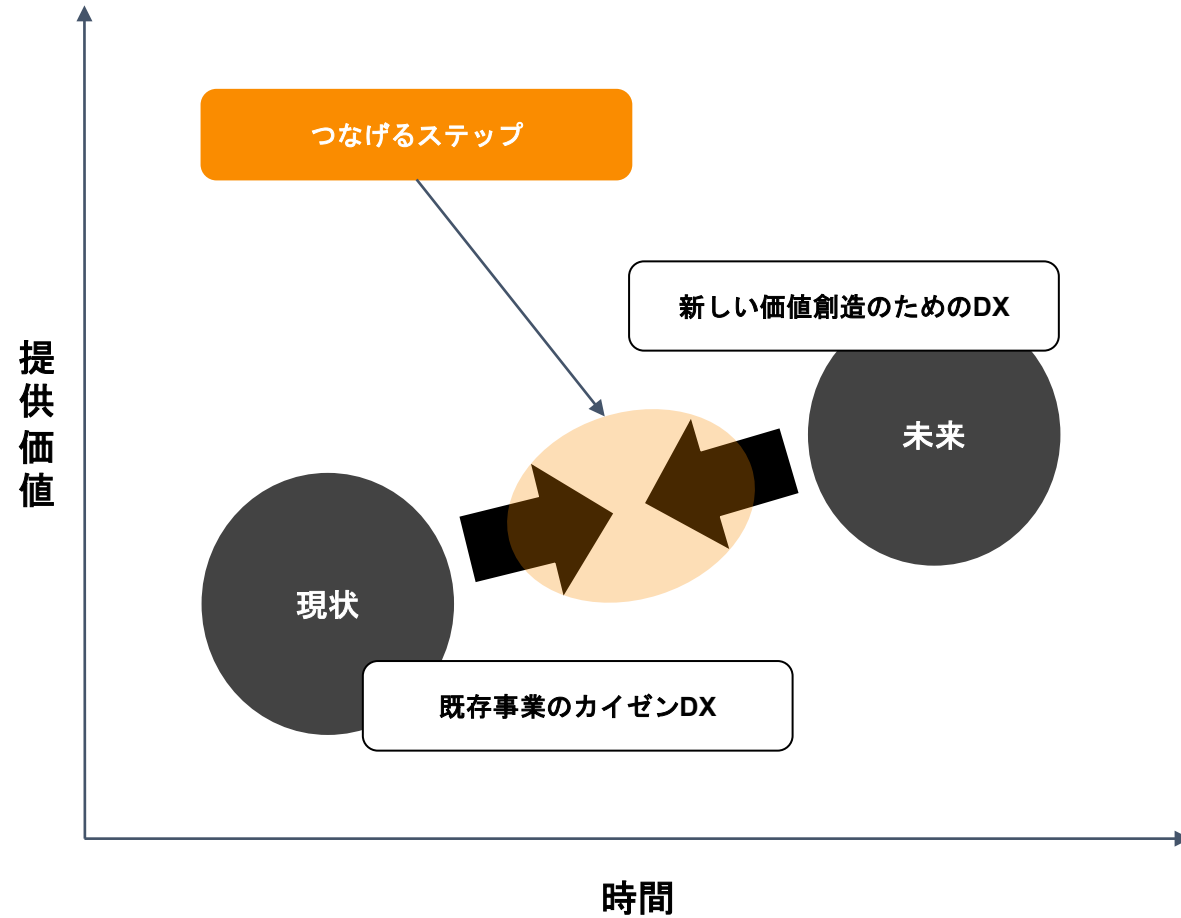 つなげるステップ
新しい価値創造のためのDX
提供価値
未来
現状
既存事業のカイゼンDX
時間